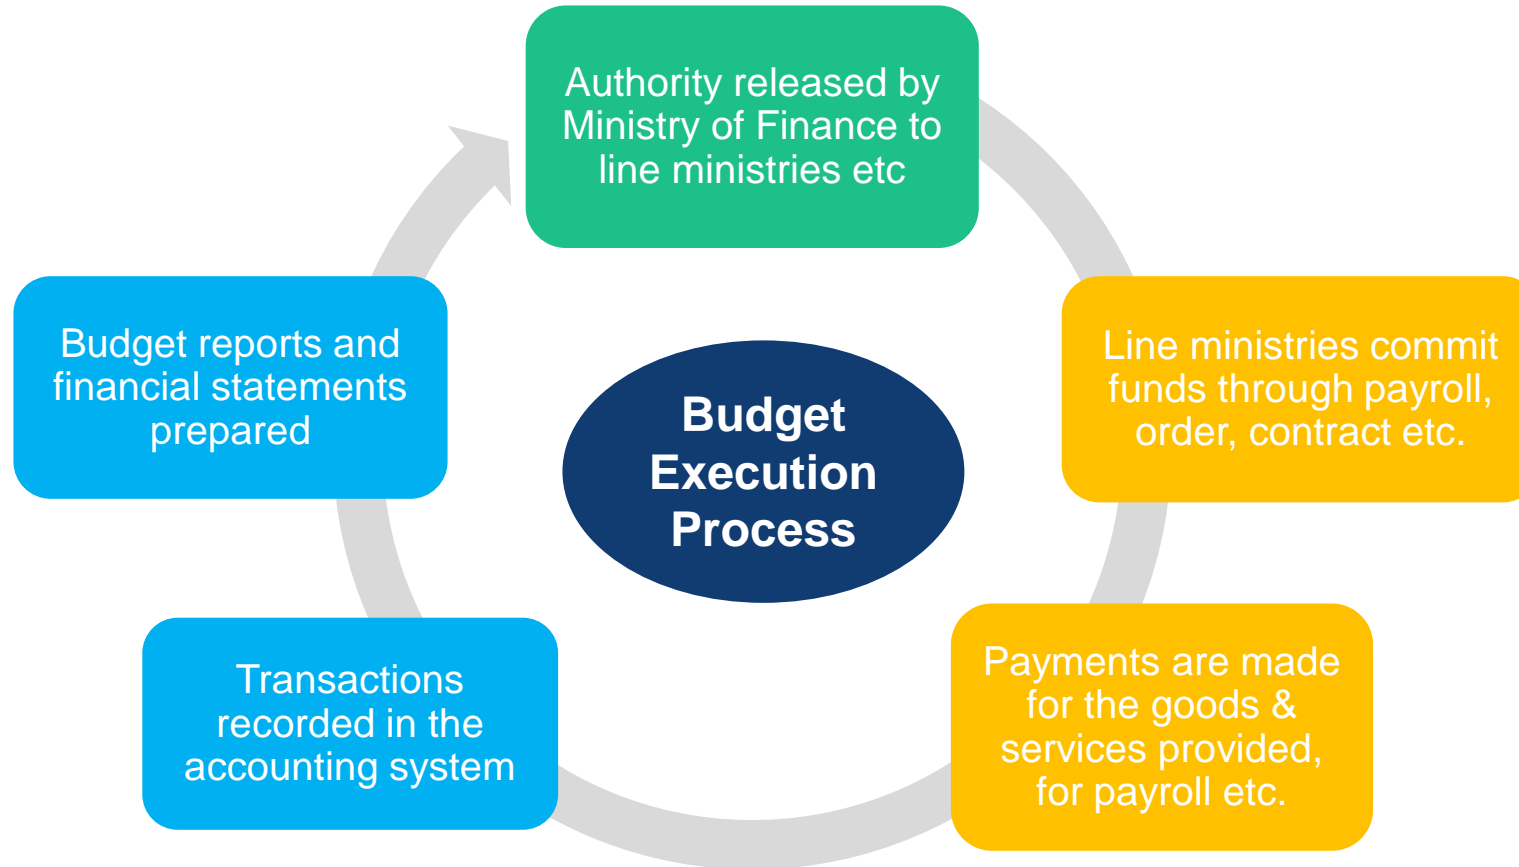 Authority released by
Ministry of Finance to
line ministries etc
Line ministries commit
funds through payroll,
order, contract etc.
Payments are made
for the goods &
services provided,
for payroll etc.
Transactions
recorded in the
accounting system
Budget reports and
financial statements
prepared
Budget
Execution
Process